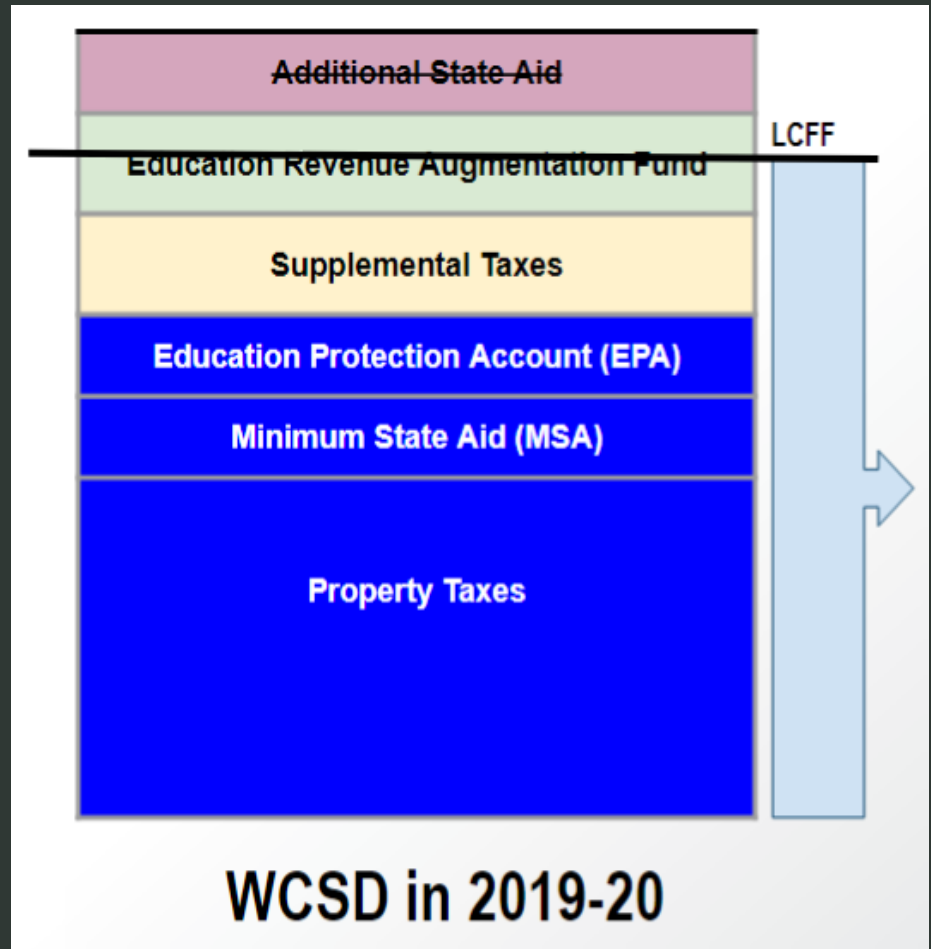 Additional State Aid
LCFF
Education Revenue Augmentation Fund
Supplemental Taxes
Education Protection Account (EPA)
Minimum State Aid (MSA)
Property Taxes
WCSD in 2019-20